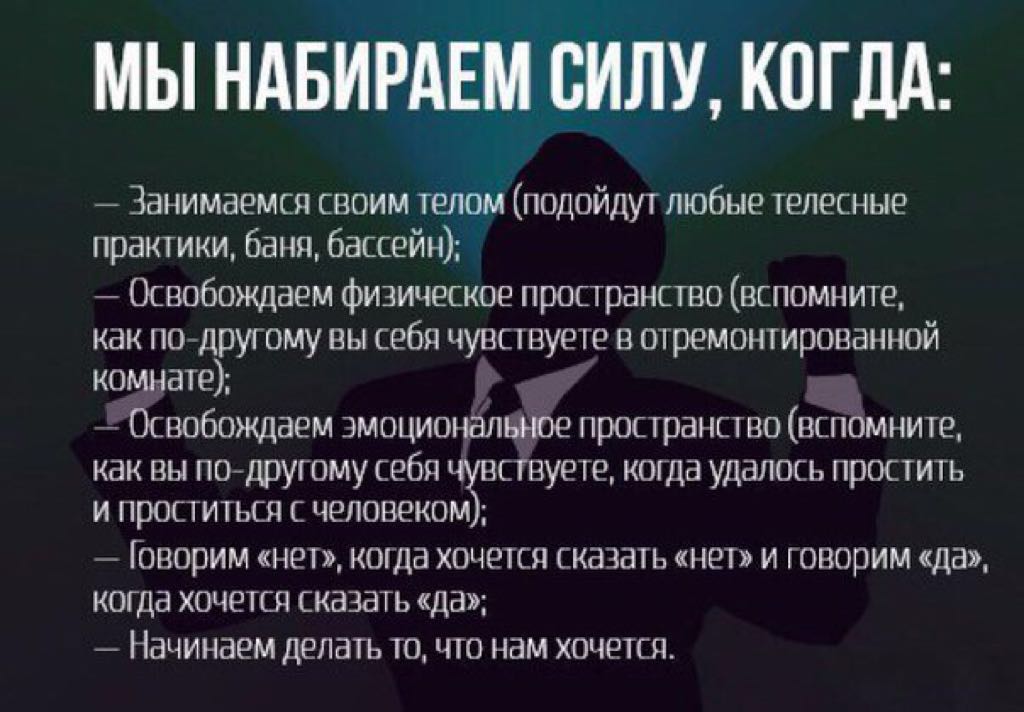 МЫ НАБИРАЕМ СИЛУ, КОГДА:
— Занимаемся своим телом (подойдут любые телесные
практики, баня, бассейн);
— Освобождаем физическое пространство (вспомните,
как по-другому вы себя чувствуете в отремонтированной
комнате);
— Освобождаем эмоциональное пространство (вспомните,
как вы по-другому себя чувствуете, когда удалось простить
и проститься с человеком);
— Говорим «нет», когда хочется сказать «нет» и говорим «да»,
когда хочется сказать «да»;
— Начинаем делать то, что нам хочется.